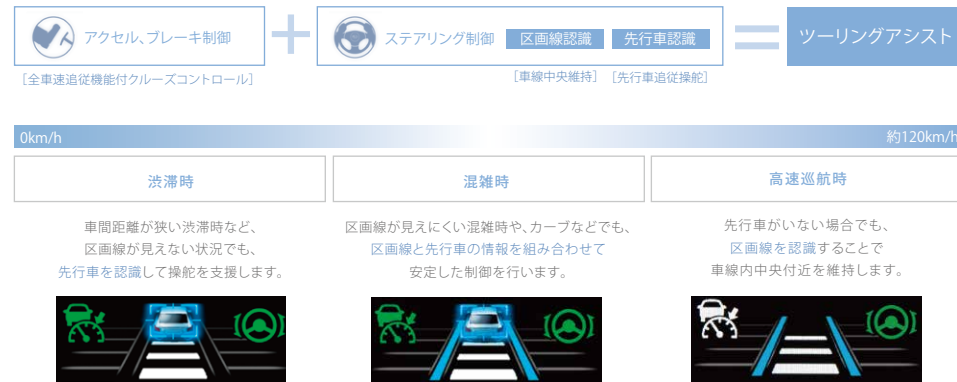 アクセル、ブレーキ制御
ステアリング制御 区画線認識 先行車認識
ツーリングアシスト
[全車速追従機能付クルーズコントロール]
[車線中央維持] [先行車追従操舵]
0km/h 約120km/h
渋滞時
車間距離が狭い渋滞時など、
区画線が見えない状況でも、
先行車を認識して操舵を支援します。
混雑時
区画線が見えにくい混雑時や、カーブなどでも、
区画線と先行車の情報を組み合わせて
安定した制御を行います。
高速巡航時
先行車がいない場合でも、
区画線を認識することで
車線内中央付近を維持します。